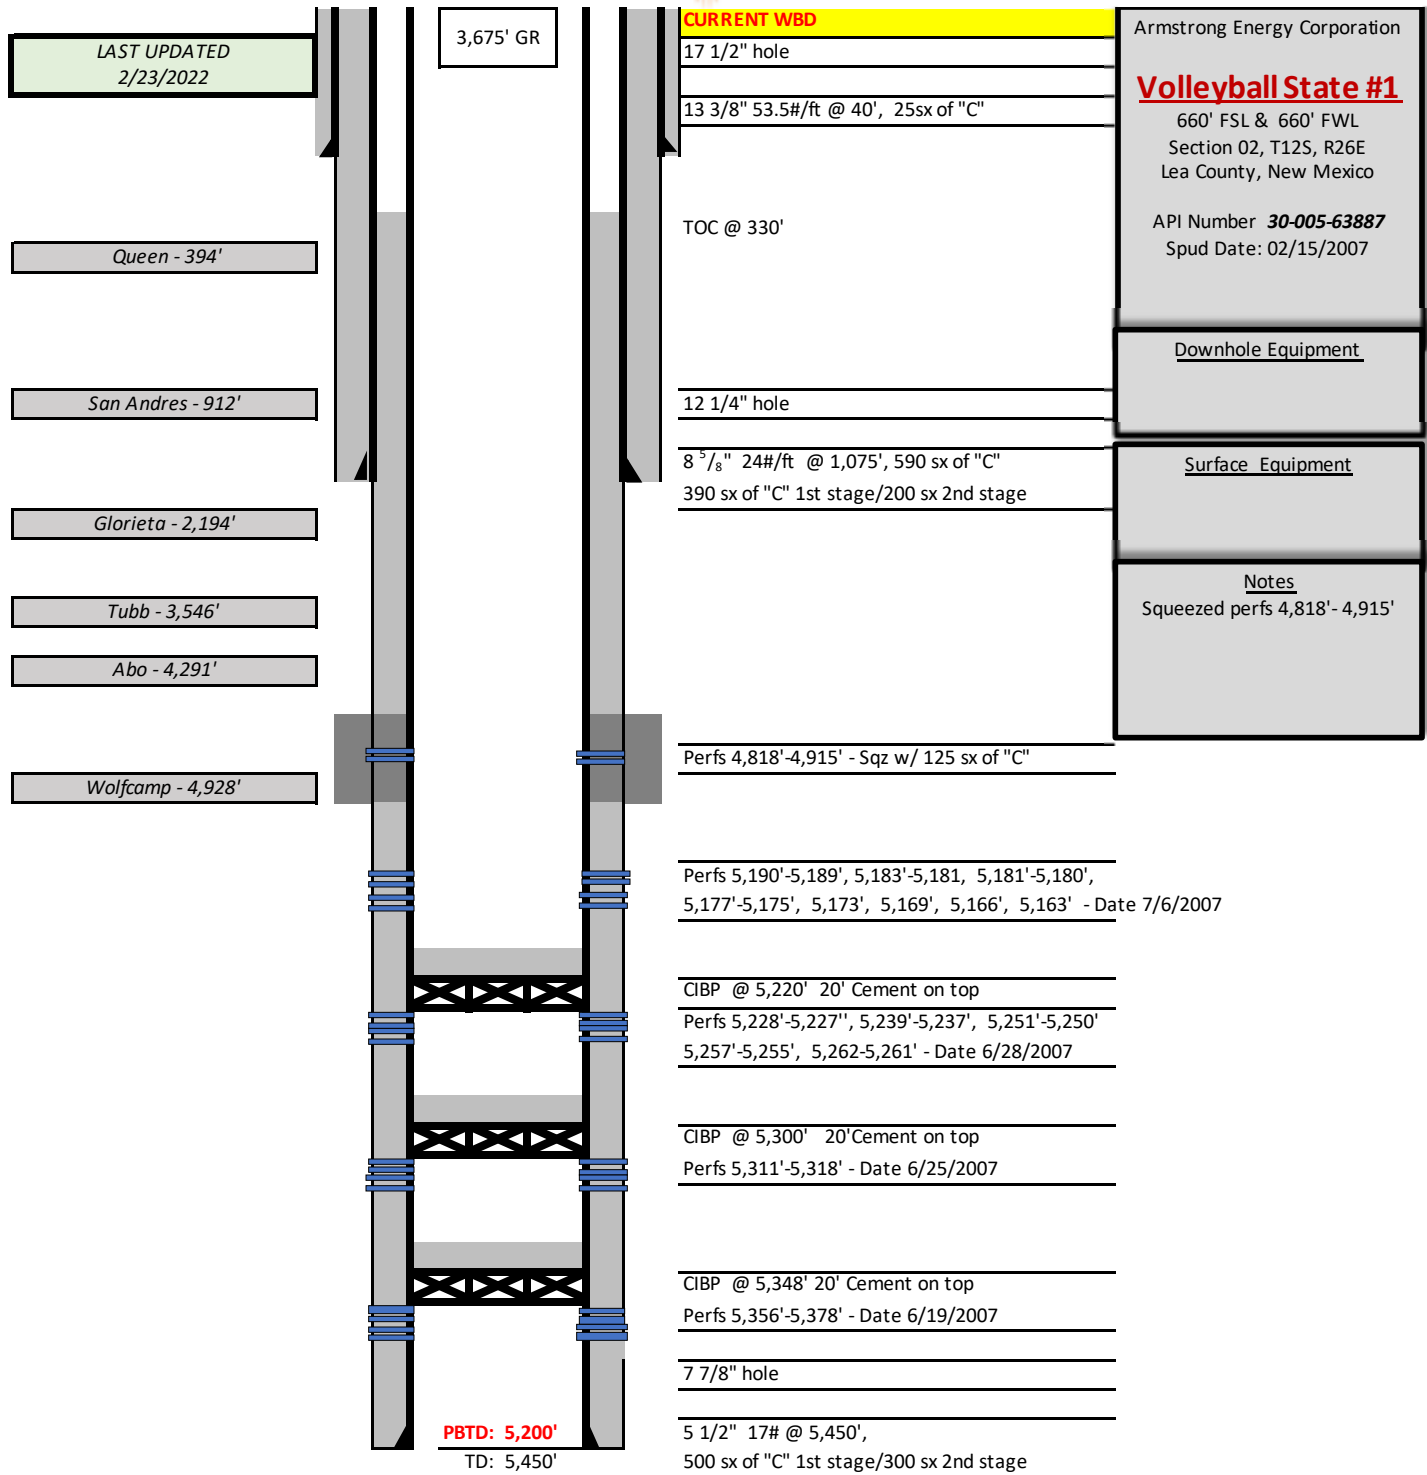 LAST UPDATED
2/23/2022
3,675' GR
CURRENT WBD
17 1/2" hole
13 3/8" 53.5#/ft @ 40', 25sx of "C"
Armstrong Energy Corporation
Volleyball State #1
660' FSL & 660' FWL
Section 02, T12S, R26E
Lea County, New Mexico
API Number 30-005-63887
Spud Date: 02/15/2007
TOC @ 330'
Queen - 394'
Downhole Equipment
San Andres - 912'
12 1/4" hole
8 5/8" 24#/ft @ 1,075', 590 sx of "C"
390 sx of "C" 1st stage/200 sx 2nd stage
Surface Equipment
Glorieta - 2,194'
Notes
Squeezed perfs 4,818'- 4,915'
Tubb - 3,546'
Abo - 4,291'
Perfs 4,818'-4,915' - Sqz w/ 125 sx of "C"
Wolfcamp - 4,928'
Perfs 5,190'-5,189', 5,183'-5,181, 5,181'-5,180',
5,177'-5,175', 5,173', 5,169', 5,166', 5,163' - Date 7/6/2007
CIBP @ 5,220' 20' Cement on top
Perfs 5,228'-5,227'', 5,239'-5,237', 5,251'-5,250'
5,257'-5,255', 5,262-5,261' - Date 6/28/2007
CIBP @ 5,300' 20'Cement on top
Perfs 5,311'-5,318' - Date 6/25/2007
CIBP @ 5,348' 20' Cement on top
Perfs 5,356'-5,378' - Date 6/19/2007
7 7/8" hole
PBTD: 5,200'
TD: 5,450'
5 1/2" 17# @ 5,450',
500 sx of "C" 1st stage/300 sx 2nd stage